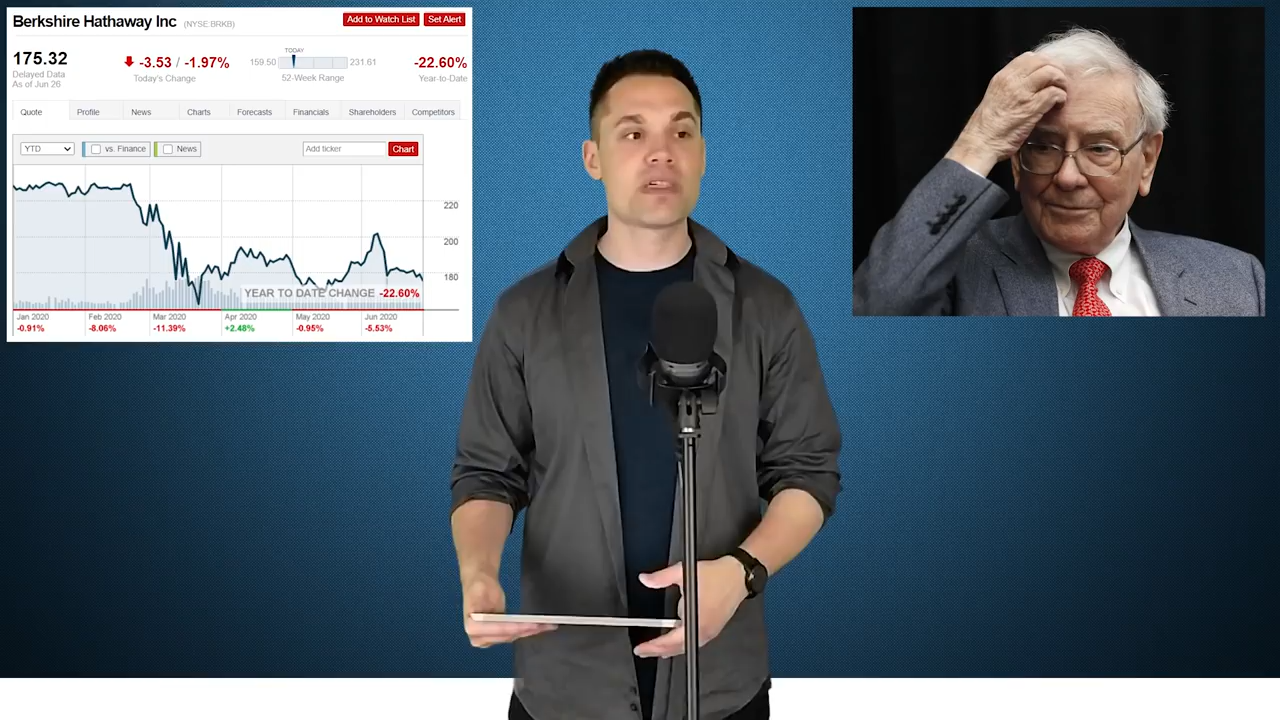 Berkshire Hathaway Inc (NYSE:BRKB)
Add to Watch List Set Alert
175.32
Delayed Data
As of Jun 26
-3.53 / -1.97%
Today's Change
TODAY
159.50 231.61
52-Week Range
-22.60%
Year-to-Date
Quote Profile News Charts Forecasts Financials Shareholders Competitors
YTD vs. Finance News Add ticker Chart
220
200
180
YEAR TO DATE CHANGE -22.60%
Jan 2020 Feb 2020 Mar 2020 Apr 2020 May 2020 Jun 2020
-0.91% -8.06% -11.39% +2.48% -0.95% -5.53%